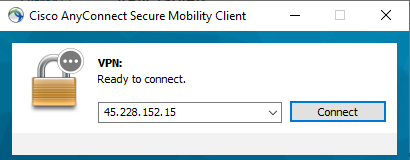 Cisco AnyConnect Secure Mobility Client
VPN:
Ready to connect.
45.228.152.15
Connect